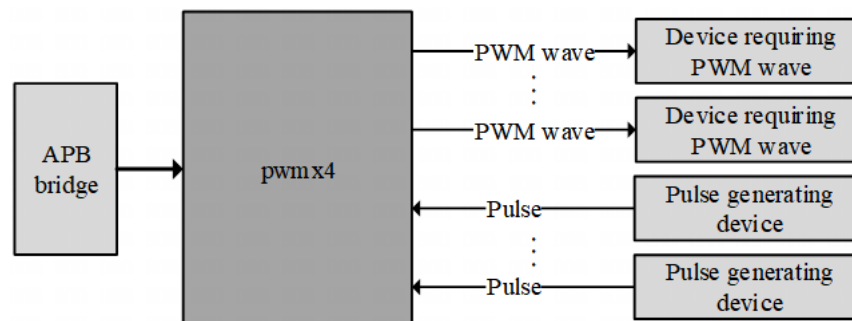 APB
bridge
pwmx4
PWM wave
PWM wave
Pulse
Pulse
Device requiring
PWM wave
Device requiring
PWM wave
Pulse generating
device
Pulse generating
device